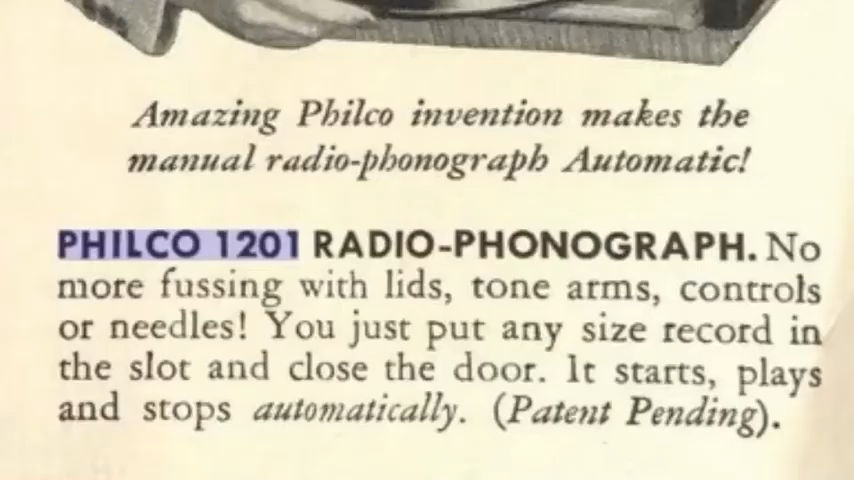 Amazing Philco invention makes the
manual radio-phonograph Automatic!
PHILCO 1201 RADIO-PHONOGRAPH. No
more fussing with lids, tone arms, controls
or needles! You just put any size record in
the slot and close the door. It starts, plays
and stops automatically. (Patent Pending).